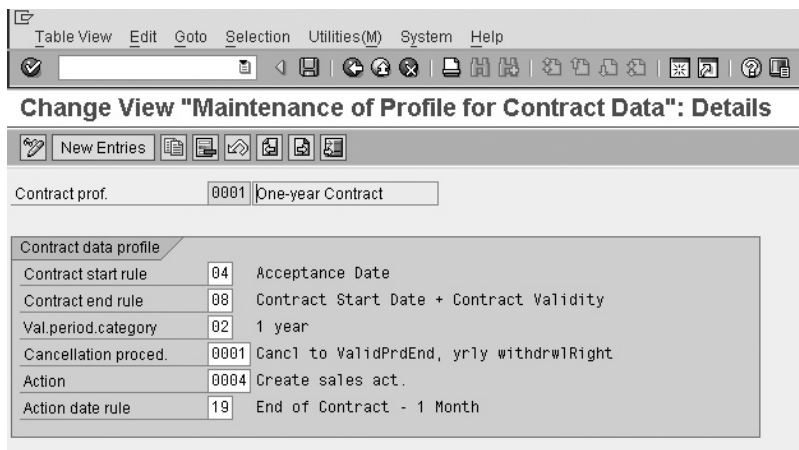 Table View Edit Goto Selection Utilities(M) System Help
Change View "Maintenance of Profile for Contract Data": Details
New Entries
Contract prof. 0001 One-year Contract
Contract data profile
Contract start rule 04 Acceptance Date
Contract end rule 08 Contract Start Date + Contract Validity
Val.period.category 02 1 year
Cancellation proced. 0001 Cancl to ValidPrdEnd, yrly withdrwlRight
Action 0004 Create sales act.
Action date rule 19 End of Contract - 1 Month